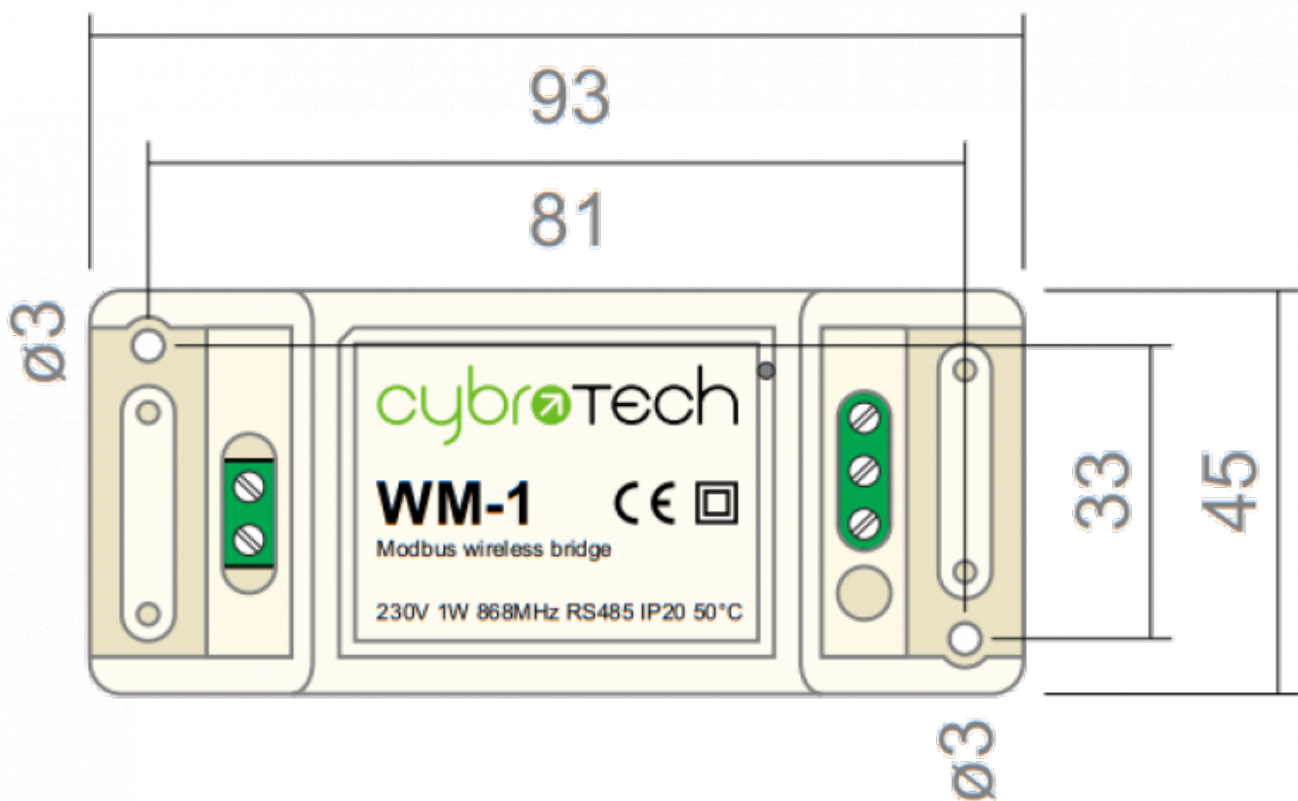 93
81
ø3
cybrotech
WM-1 CE
Modbus wireless bridge
230V 1W 868MHz RS485 IP20 50°C
33
45
ø3